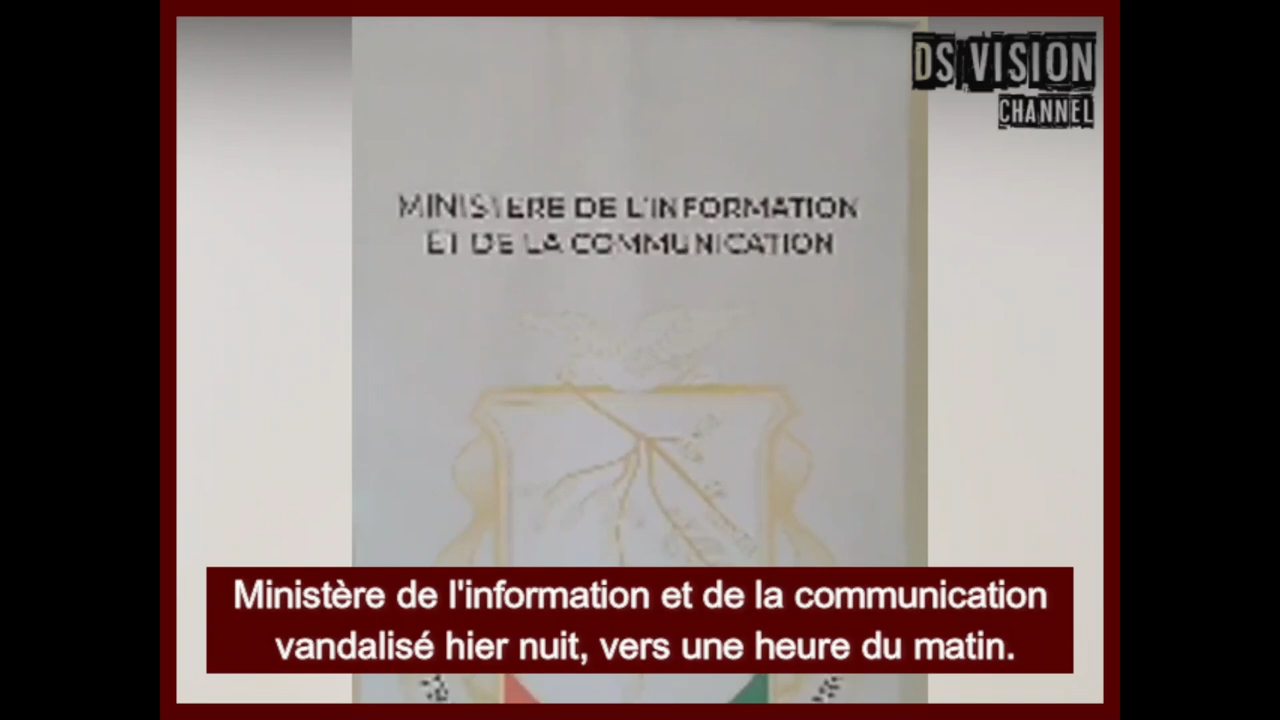 DS VISION
CHANNEL
MINISTERE DE L'INFORMATION
ET DE LA COMMUNICATION
Ministère de l'information et de la communication
vandalisé hier nuit, vers une heure du matin.